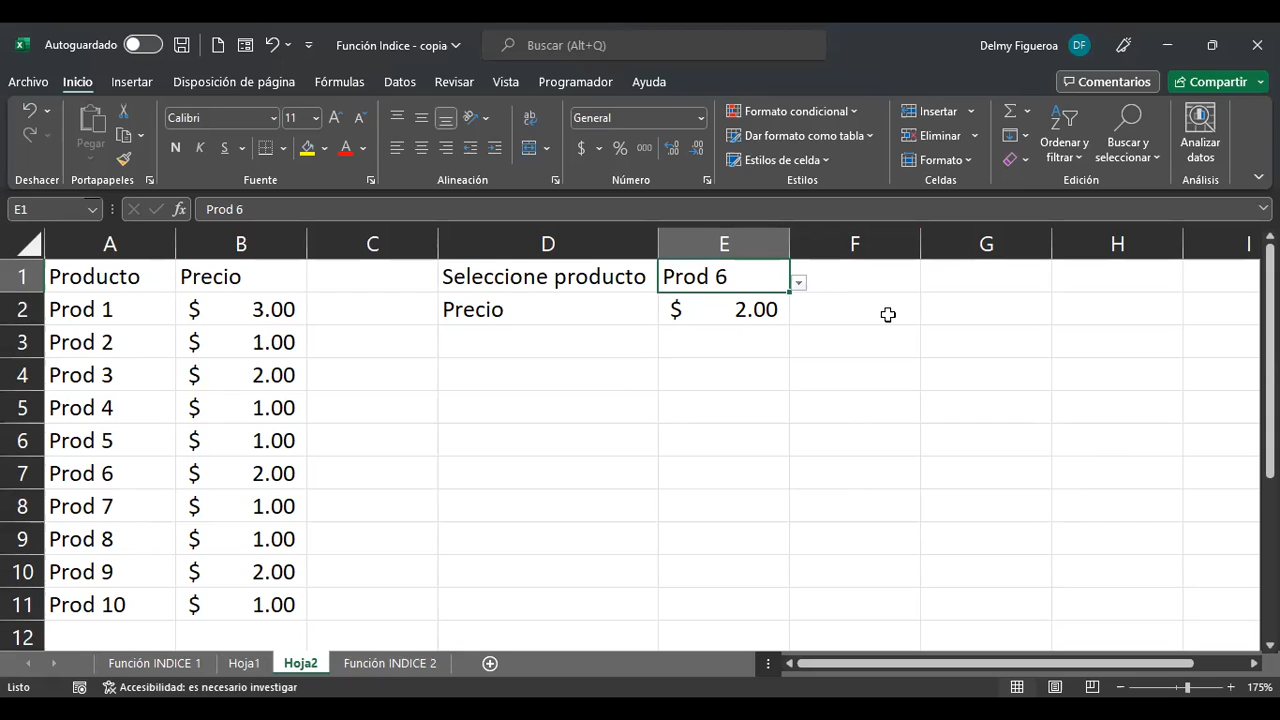 Autoguardado
Función Indice - copia
Buscar (Alt+Q)
Delmy Figueroa
DF
Archivo
Inicio
Insertar
Disposición de página
Fórmulas
Datos
Revisar
Vista
Programador
Ayuda
Comentarios
Compartir
Pegar
Calibri
11
General
Formato condicional
Dar formato como tabla
Estilos de celda
Insertar
Eliminar
Formato
Ordenar y filtrar
Buscar y seleccionar
Analizar datos
N K S
$ % 000
Deshacer
Portapapeles
Fuente
Alineación
Número
Estilos
Celdas
Edición
Análisis
E1
fx
Prod 6
A B C D E F G H I
1 Producto Precio Seleccione producto Prod 6
2 Prod 1 $ 3.00 Precio $ 2.00
3 Prod 2 $ 1.00
4 Prod 3 $ 2.00
5 Prod 4 $ 1.00
6 Prod 5 $ 1.00
7 Prod 6 $ 2.00
8 Prod 7 $ 1.00
9 Prod 8 $ 1.00
10 Prod 9 $ 2.00
11 Prod 10 $ 1.00
12
Función INDICE 1
Hoja1
Hoja2
Función INDICE 2
Listo
Accesibilidad: es necesario investigar
175%